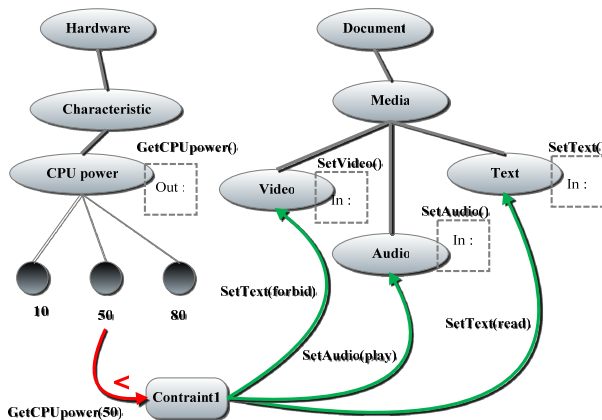 Hardware
Document
Characteristic
Media
GetCPUpower()
SetText(
CPU power
Out :
SetVideo()
Video
In :
Text
In :
SetAudio()
Audio
In :
10
50
80
SetText(forbid)
SetAudio(play)
SetText(read)
<
GetCPUpower(50)
Contraint1